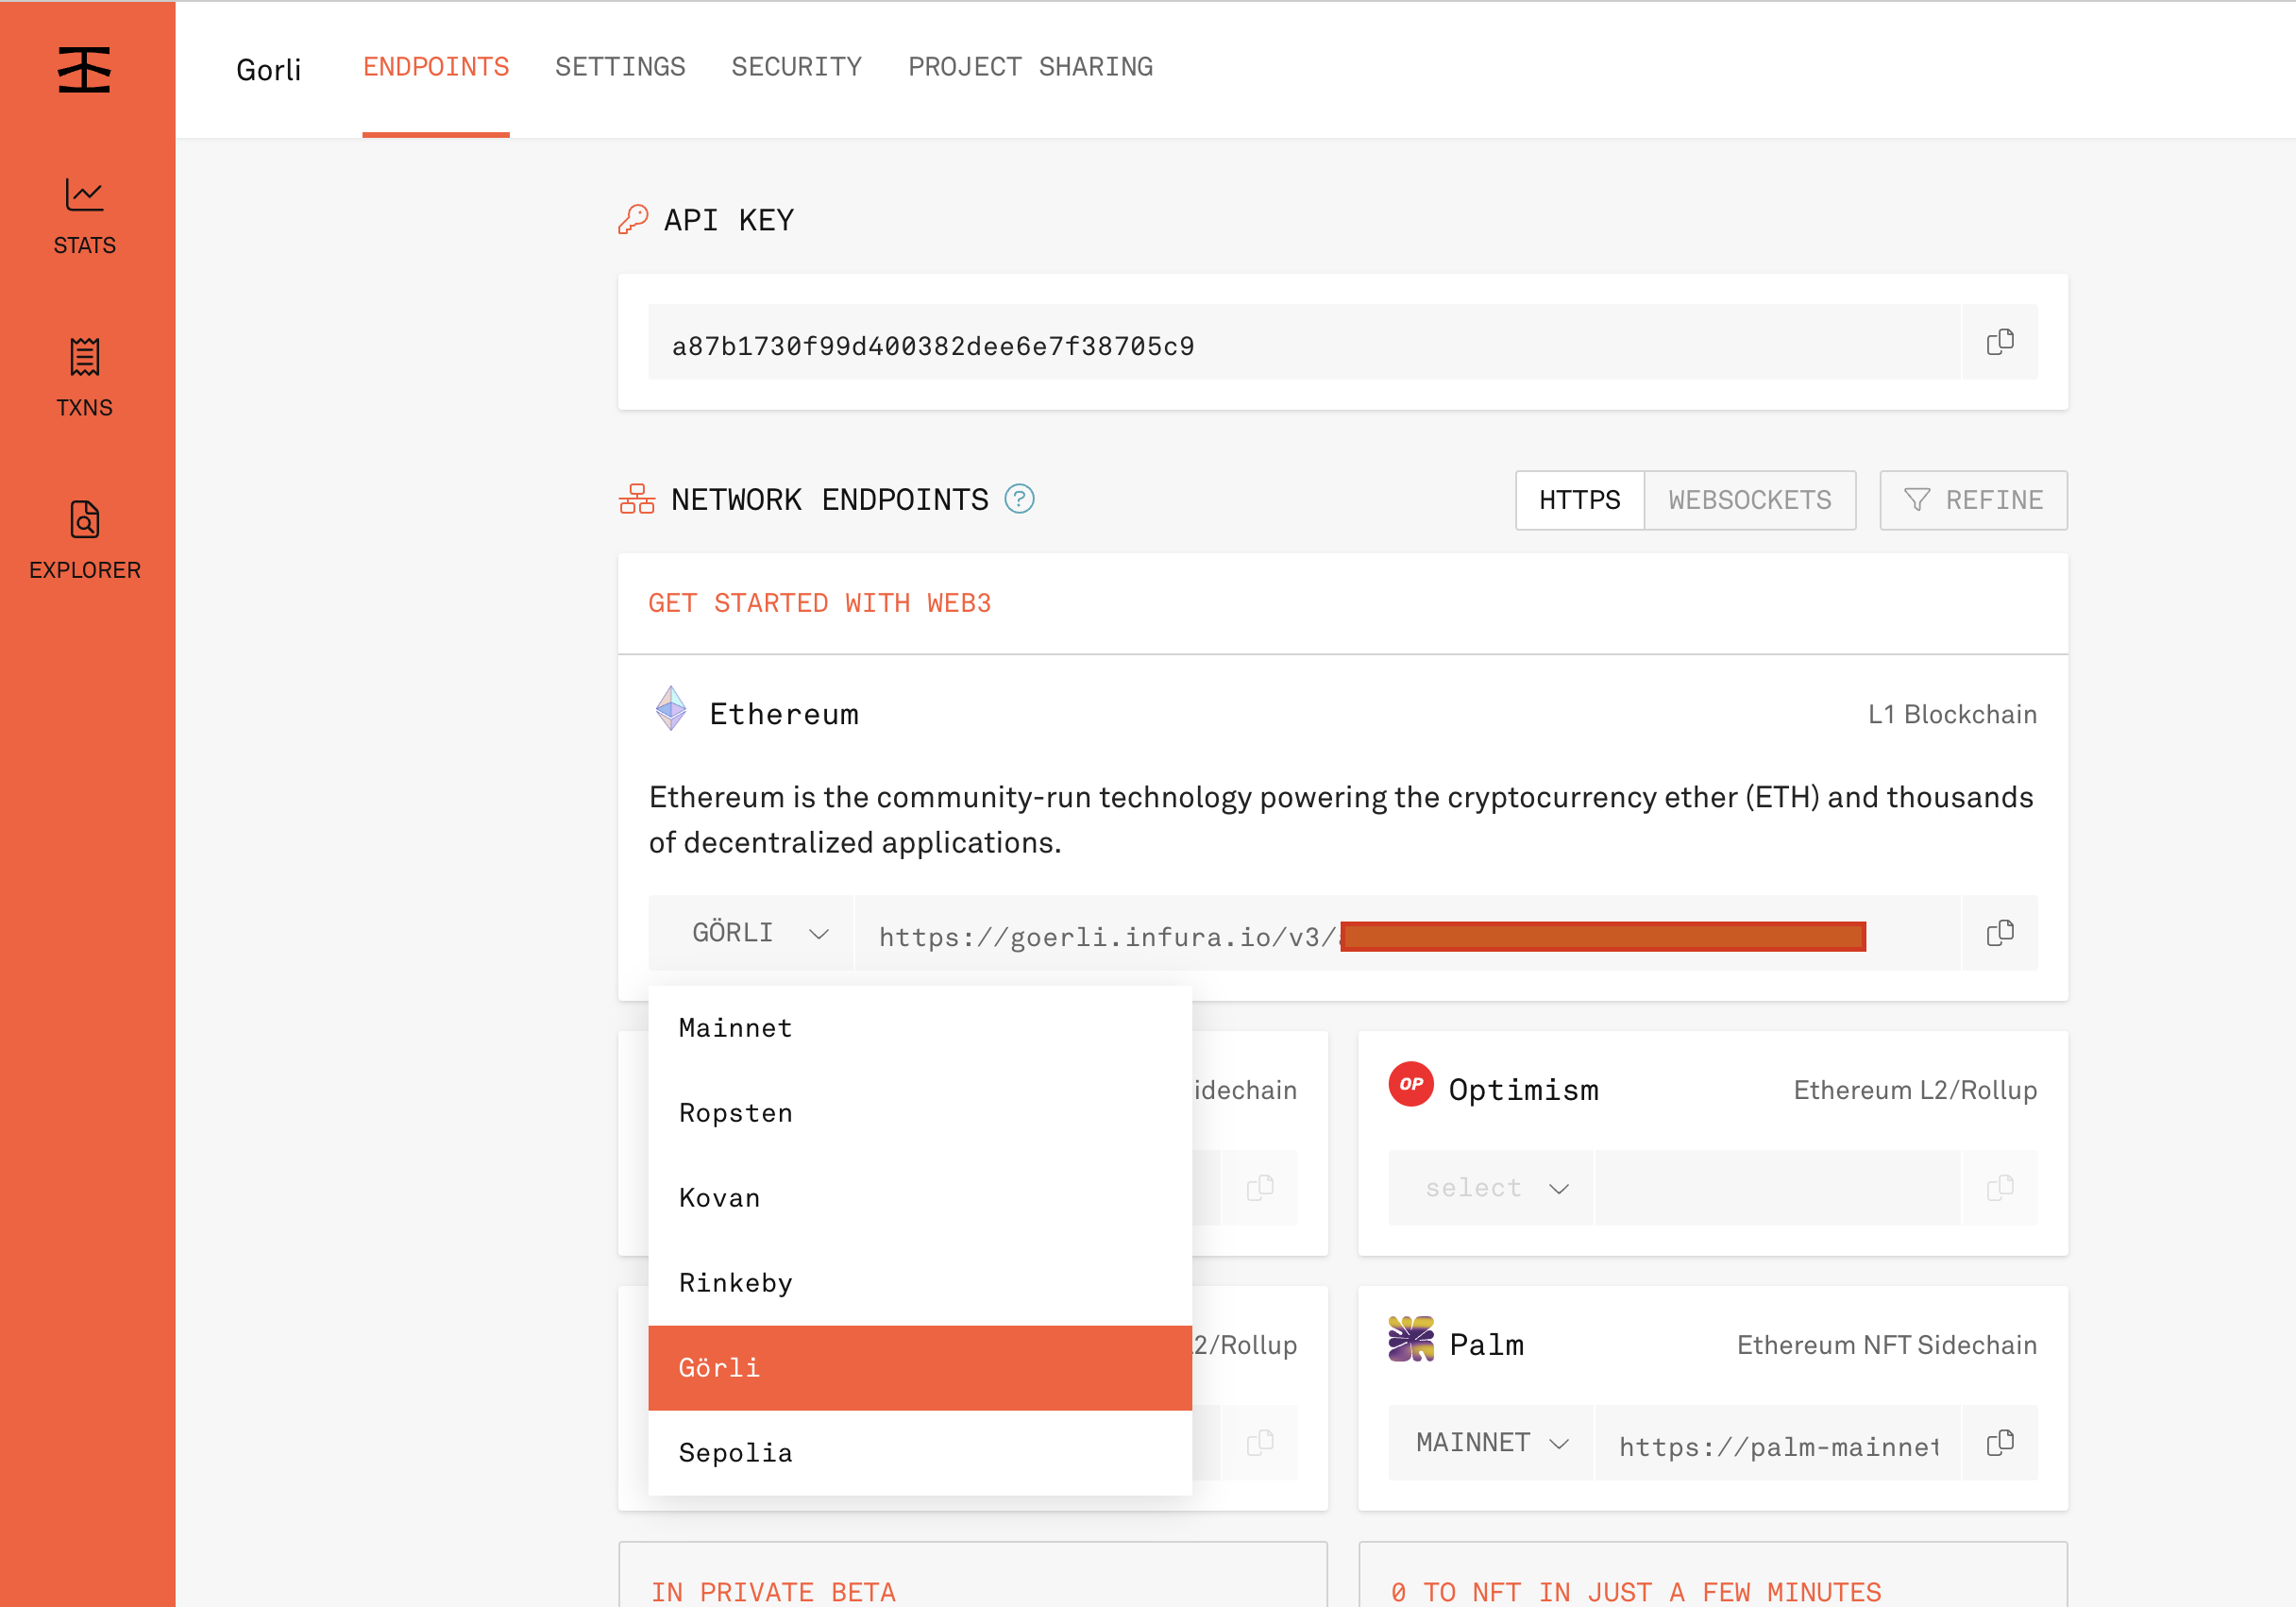 Gorli
ENDPOINTS
SETTINGS
SECURITY
PROJECT SHARING
STATS
TXNS
EXPLORER
API KEY
a87b1730f99d400382dee6e7f38705c9
NETWORK ENDPOINTS ?
HTTPS
WEBSOCKETS
REFINE
GET STARTED WITH WEB3
Ethereum
L1 Blockchain
Ethereum is the community-run technology powering the cryptocurrency ether (ETH) and thousands
of decentralized applications.
GÖRLI
https://goerli.infura.io/v3/
Mainnet
Ropsten
Kovan
Rinkeby
Görli
Sepolia
idechain
OP
Optimism
Ethereum L2/Rollup
select
2/Rollup
Palm
Ethereum NFT Sidechain
MAINNET
https://palm-mainnet
IN PRIVATE BETA
0 TO NFT IN JUST A FEW MINUTES